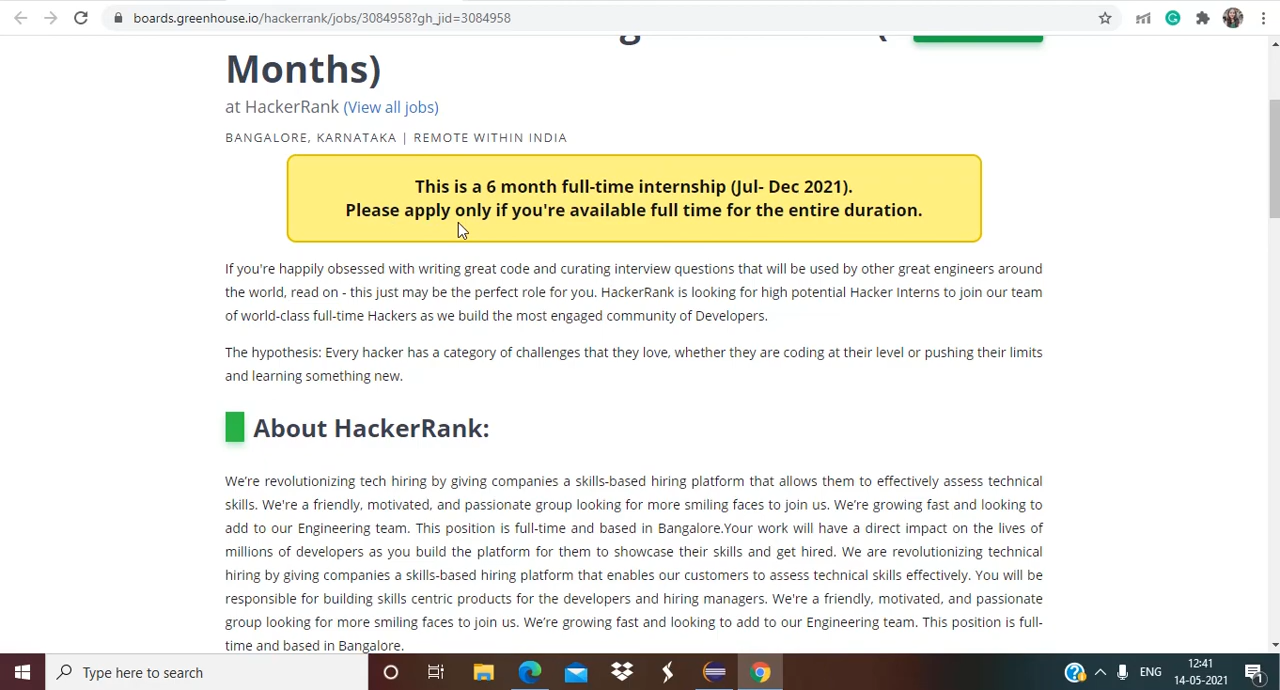 boards.greenhouse.io/hackerrank/jobs/3084958?gh_jid=3084958
Months)
at HackerRank (View all jobs)
BANGALORE, KARNATAKA | REMOTE WITHIN INDIA
This is a 6 month full-time internship (Jul- Dec 2021).
Please apply only if you're available full time for the entire duration.
If you're happily obsessed with writing great code and curating interview questions that will be used by other great engineers around
the world, read on - this just may be the perfect role for you. HackerRank is looking for high potential Hacker Interns to join our team
of world-class full-time Hackers as we build the most engaged community of Developers.
The hypothesis: Every hacker has a category of challenges that they love, whether they are coding at their level or pushing their limits
and learning something new.
About HackerRank:
We’re revolutionizing tech hiring by giving companies a skills-based hiring platform that allows them to effectively assess technical
skills. We're a friendly, motivated, and passionate group looking for more smiling faces to join us. We’re growing fast and looking to
add to our Engineering team. This position is full-time and based in Bangalore.Your work will have a direct impact on the lives of
millions of developers as you build the platform for them to showcase their skills and get hired. We are revolutionizing technical
hiring by giving companies a skills-based hiring platform that enables our customers to assess technical skills effectively. You will be
responsible for building skills centric products for the developers and hiring managers. We're a friendly, motivated, and passionate
group looking for more smiling faces to join us. We’re growing fast and looking to add to our Engineering team. This position is full-
time and based in Bangalore.
Type here to search
ENG
12:41
14-05-2021
1